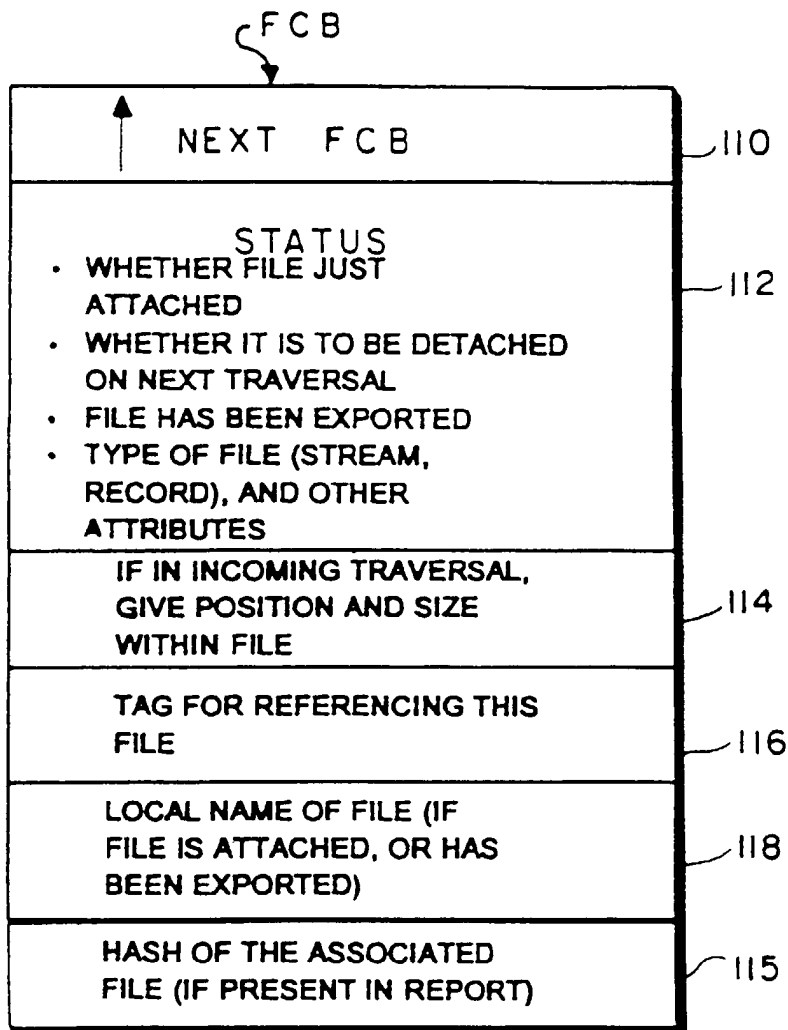 FCB
NEXT FCB
110
STATUS
• WHETHER FILE JUST
ATTACHED
112
• WHETHER IT IS TO BE DETACHED
ON NEXT TRAVERSAL
• FILE HAS BEEN EXPORTED
• TYPE OF FILE (STREAM,
RECORD), AND OTHER
ATTRIBUTES
IF IN INCOMING TRAVERSAL,
GIVE POSITION AND SIZE
WITHIN FILE
114
TAG FOR REFERENCING THIS
FILE
116
LOCAL NAME OF FILE (IF
FILE IS ATTACHED, OR HAS
BEEN EXPORTED)
118
HASH OF THE ASSOCIATED
FILE (IF PRESENT IN REPORT)
115